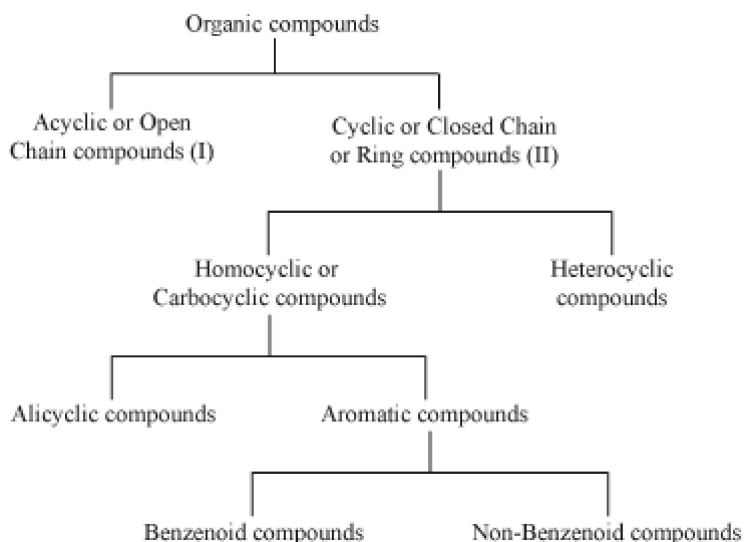 Organic compounds
Acyclic or Open
Chain compounds (I)
Cyclic or Closed Chain
or Ring compounds (II)
Homocyclic or
Carbocyclic compounds
Heterocyclic
compounds
Alicyclic compounds
Aromatic compounds
Benzenoid compounds
Non-Benzenoid compounds